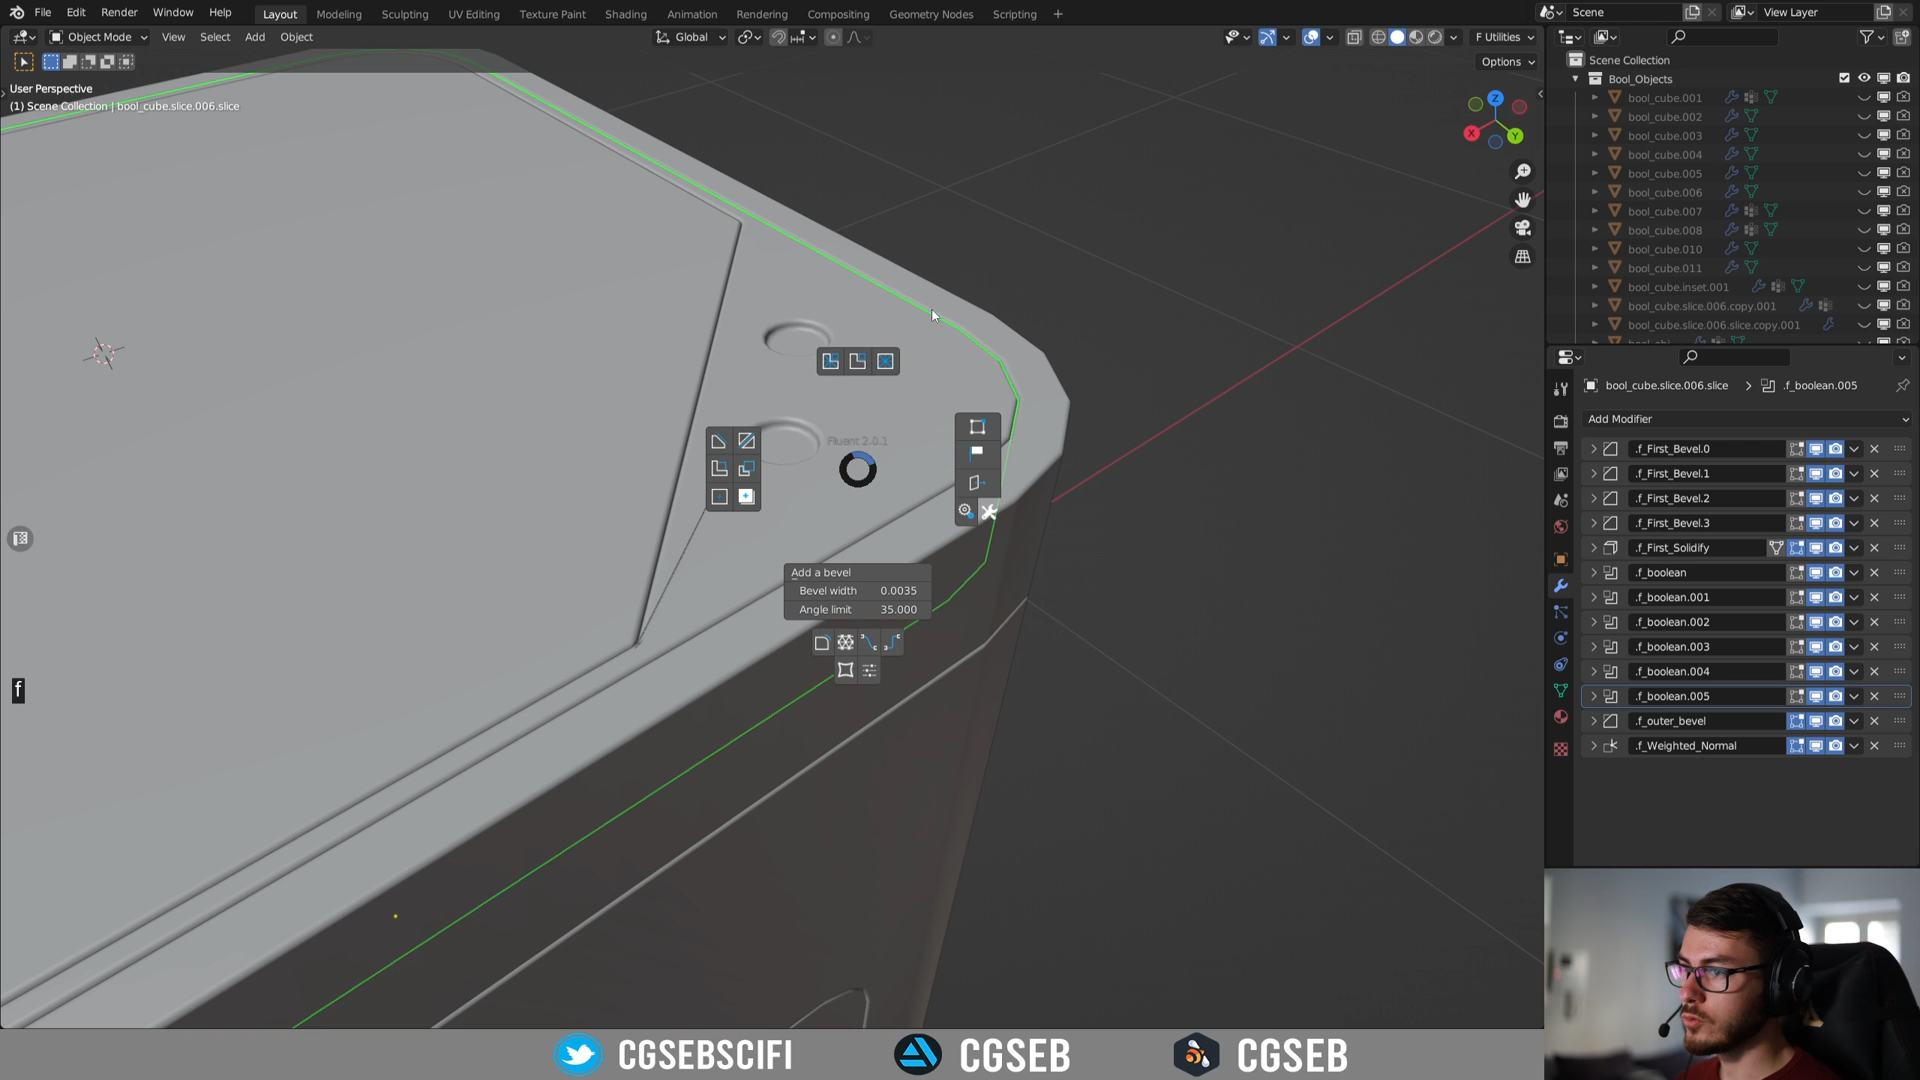 File Edit Render Window Help
Layout Modeling Sculpting UV Editing Texture Paint Shading Animation Rendering Compositing Geometry Nodes Scripting +
Scene
View Layer
Object Mode View Select Add Object
Global
F Utilities
Options
User Perspective
(1) Scene Collection | bool_cube.slice.006.slice
Z
X
Y
Scene Collection
Bool_Objects
bool_cube.001
bool_cube.002
bool_cube.003
bool_cube.004
bool_cube.005
bool_cube.006
bool_cube.007
bool_cube.008
bool_cube.010
bool_cube.011
bool_cube.inset.001
bool_cube.slice.006.copy.001
bool_cube.slice.006.slice.copy.001
bool_cube.slice.006.slice > .f_boolean.005
Add Modifier
.f_First_Bevel.0
.f_First_Bevel.1
.f_First_Bevel.2
.f_First_Bevel.3
.f_First_Solidify
.f_boolean
.f_boolean.001
.f_boolean.002
.f_boolean.003
.f_boolean.004
.f_boolean.005
.f_outer_bevel
.f_Weighted_Normal
Fluent 2.0.1
Add a bevel
Bevel width 0.0035
Angle limit 35.000
f
CGSEBSCIFI
CGSEB
CGSEB